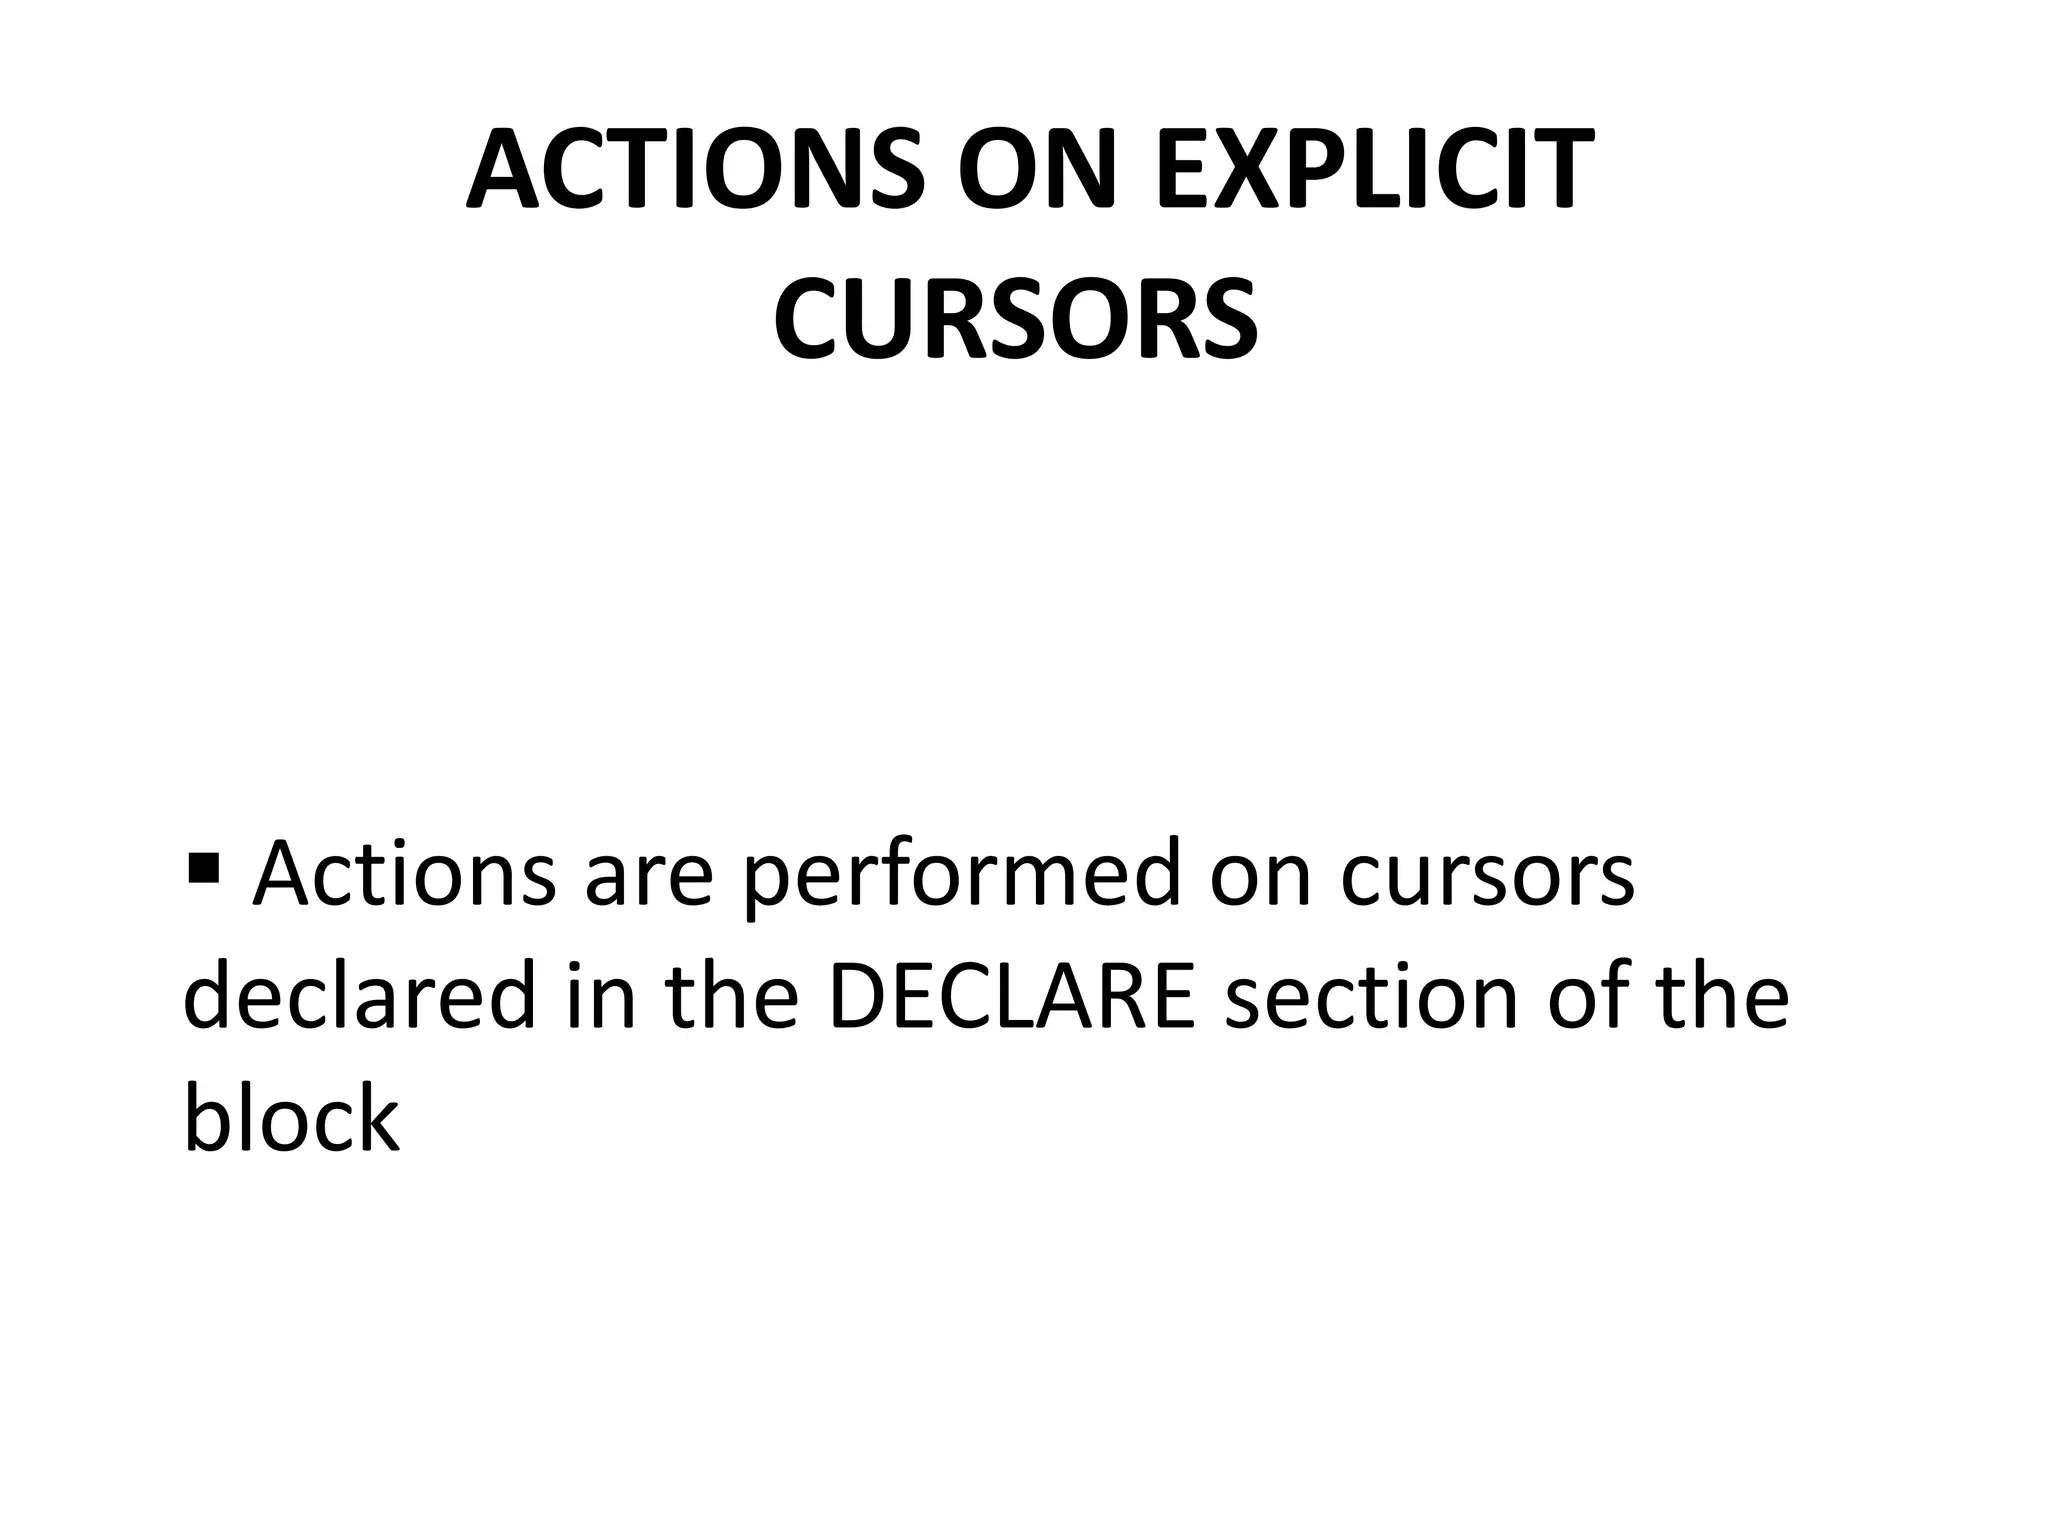 ACTIONS ON EXPLICIT
CURSORS
▪ Actions are performed on cursors
declared in the DECLARE section of the
block